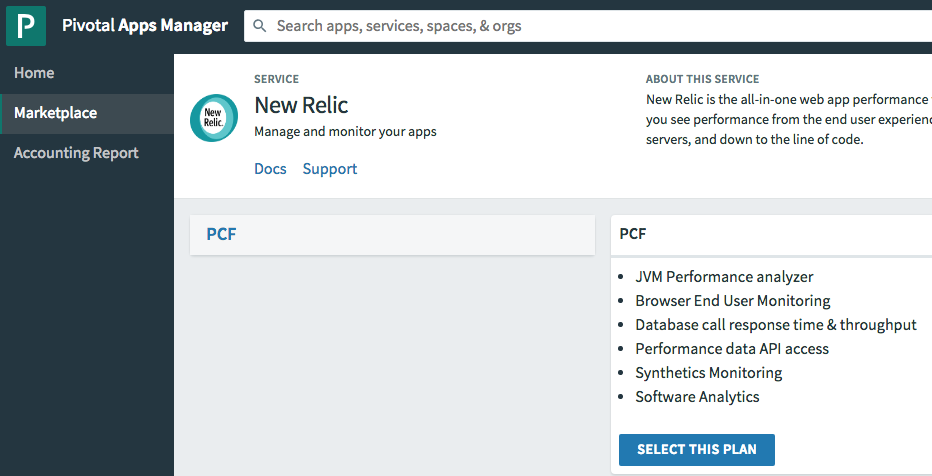 P
Pivotal Apps Manager
Search apps, services, spaces, & orgs
Home
Marketplace
Accounting Report
SERVICE
New Relic.
New Relic
Manage and monitor your apps
Docs Support
ABOUT THIS SERVICE
New Relic is the all-in-one web app performance
you see performance from the end user experienc
servers, and down to the line of code.
PCF
PCF
• JVM Performance analyzer
• Browser End User Monitoring
• Database call response time & throughput
• Performance data API access
• Synthetics Monitoring
• Software Analytics
SELECT THIS PLAN